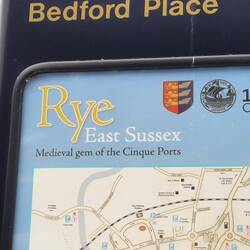 Bedford Place
Rye
East Sussex
Medieval gem of the Cinque Ports